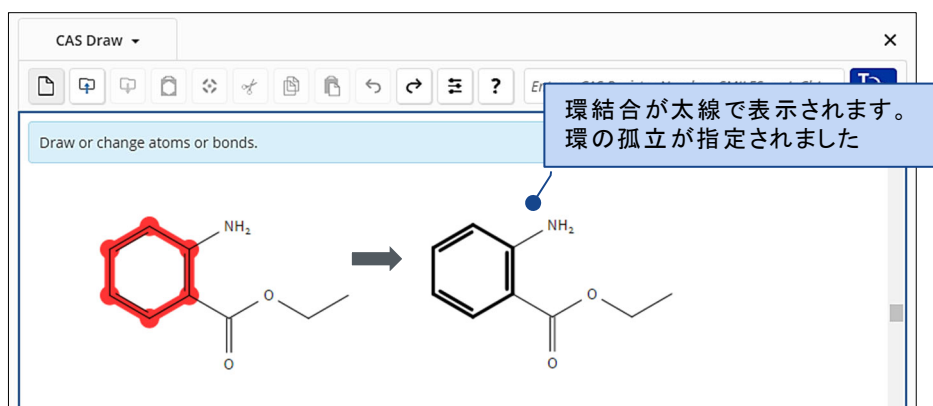 CAS Draw
?
環結合が太線で表示されます。
環の孤立が指定されました
Draw or change atoms or bonds.
NH2
O
O
NH2
O
O